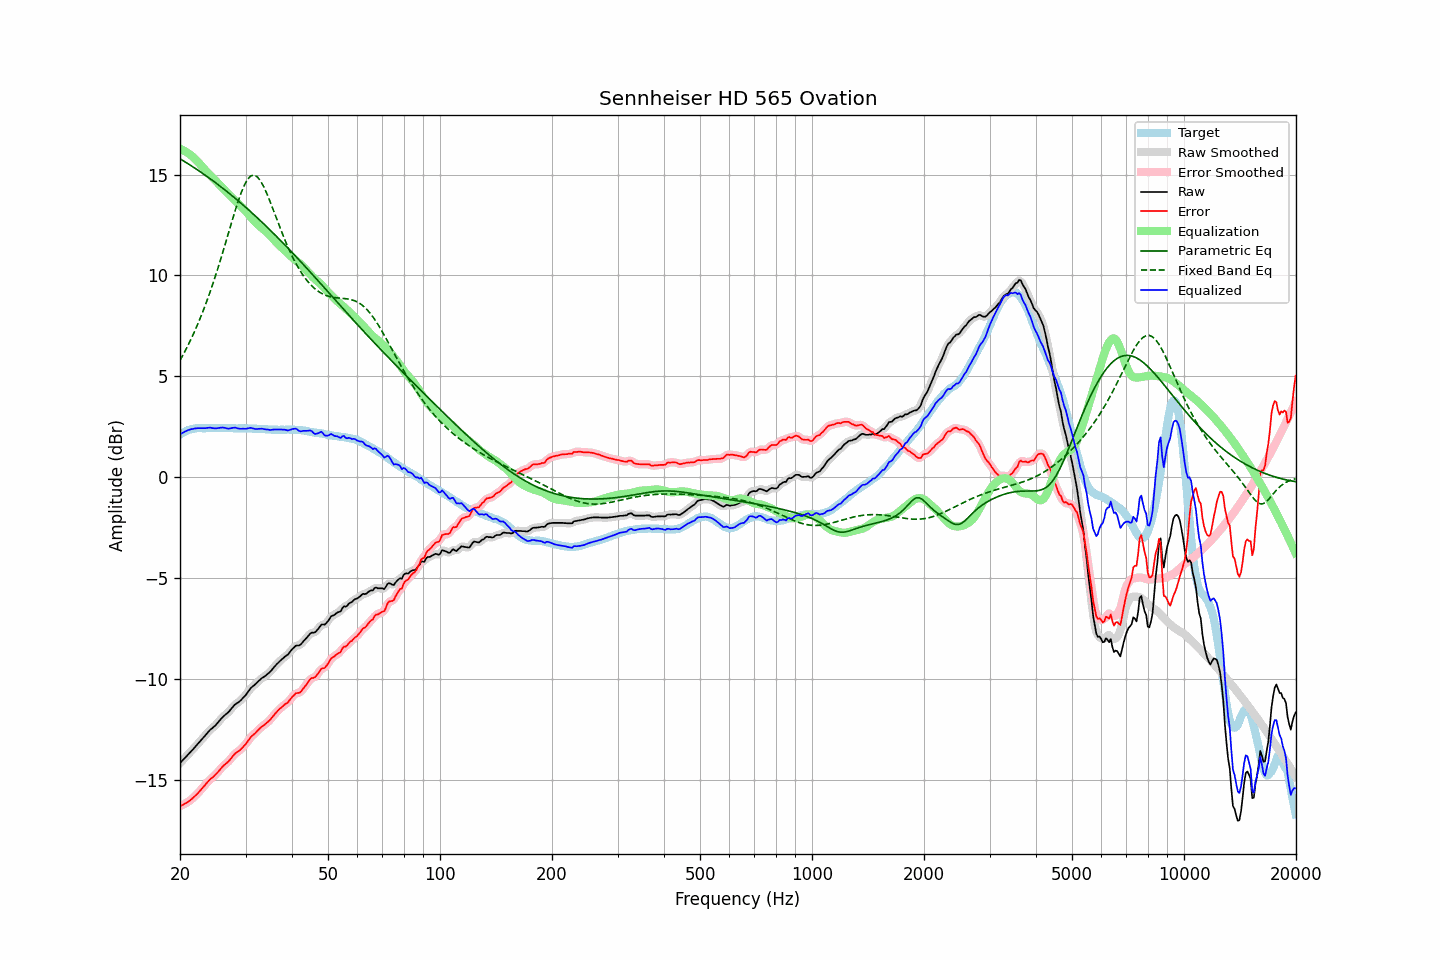 Sennheiser HD 565 Ovation
Target
Raw Smoothed
Error Smoothed
Raw
Error
Equalization
Parametric Eq
Fixed Band Eq
Equalized
Amplitude (dBr)
15
10
5
0
−5
−10
−15
20
50
100
200
500
1000
2000
5000
10000
20000
Frequency (Hz)